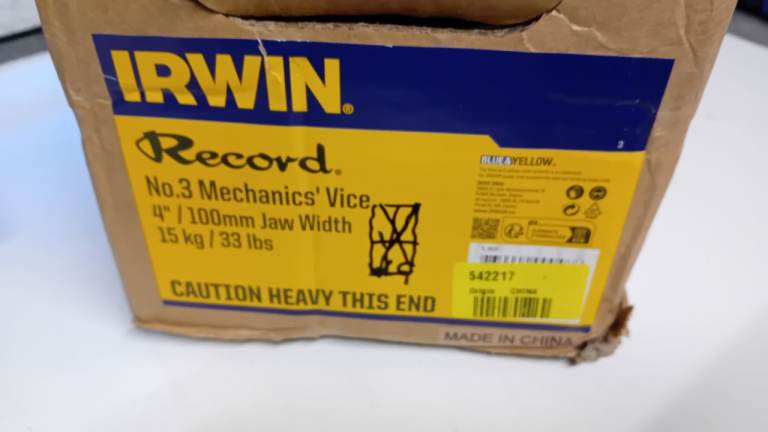 IRWIN®
Record®
No.3 Mechanics' Vice
4" / 100mm Jaw Width
15 kg / 33 lbs
CAUTION HEAVY THIS END
3
BLUE&YELLOW
542217
Origin CHINA
MADE IN CHINA